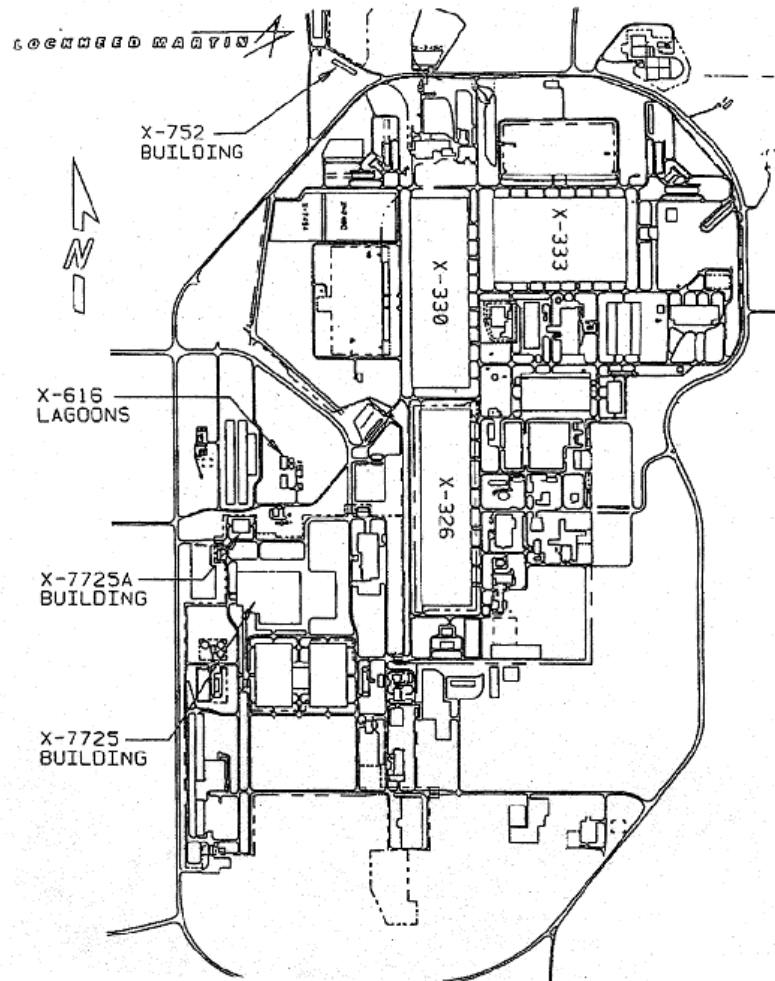 LOCKHEED MARTIN
X-752
BUILDING
N
X-333
X-330
X-616
LAGOONS
X-326
X-7725A
BUILDING
X-7725
BUILDING